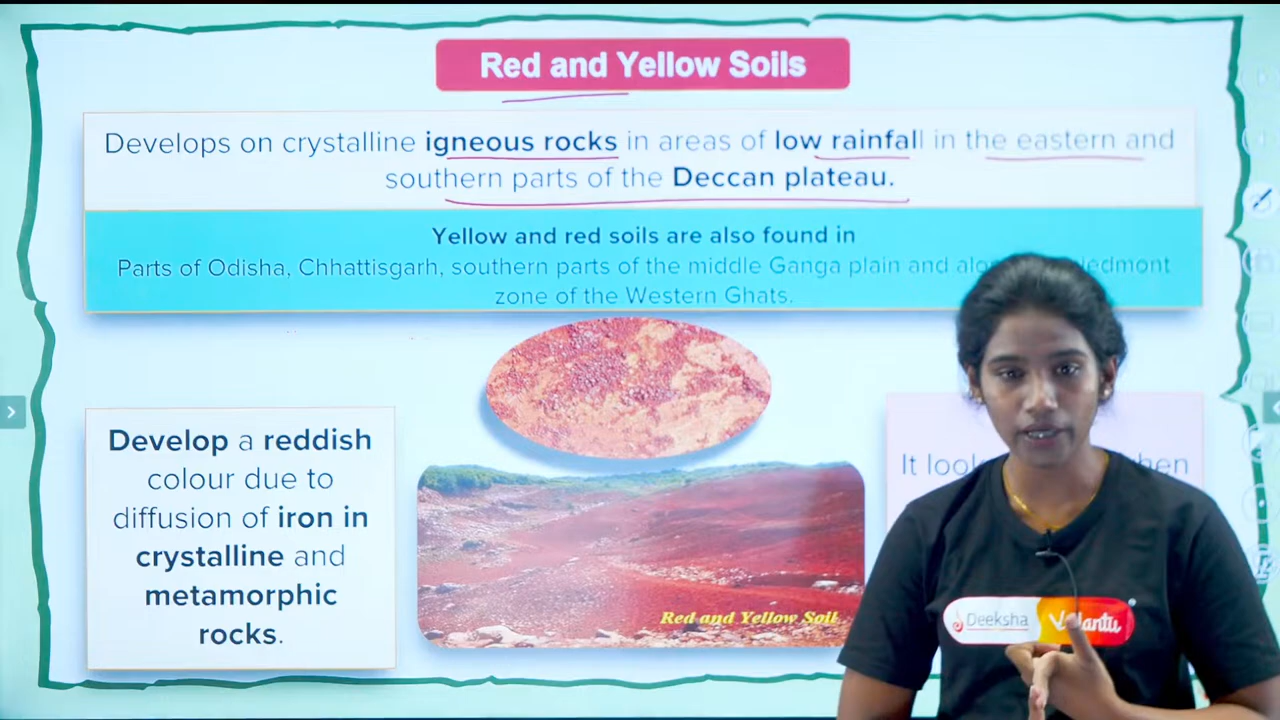 Red and Yellow Soils
Develops on crystalline igneous rocks in areas of low rainfall in the eastern and
southern parts of the Deccan plateau.
Yellow and red soils are also found in
Parts of Odisha, Chhattisgarh, southern parts of the middle Ganga plain and
zone of the Western Ghats.
Develop a reddish
colour due to
diffusion of iron in
crystalline and
metamorphic
rocks.
Red and Yellow Soil
It
Deeksha
Vedantu